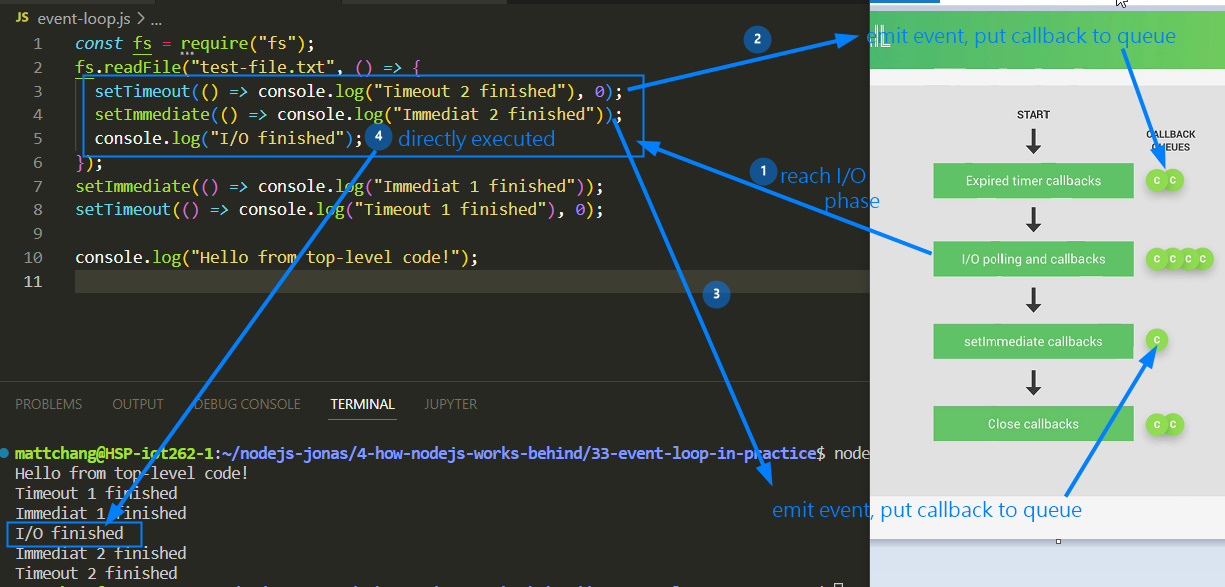 JS event-loop.js > ...
1 const fs = require("fs");
2 fs.readFile("test-file.txt", () => {
3 setTimeout(() => console.log("Timeout 2 finished"), 0);
4 setImmediate(() => console.log("Immediat 2 finished"));
5 console.log("I/O finished");
6 });
7 setImmediate(() => console.log("Immediat 1 finished"));
8 setTimeout(() => console.log("Timeout 1 finished"), 0);
9
10 console.log("Hello from top-level code!");
11
2
emit event, put callback to queue
4 directly executed
1 reach I/O
phase
3
emit event, put callback to queue
START
CALLBACK
QUEUES
Expired timer callbacks
C C
I/O polling and callbacks
C C C C
setImmediate callbacks
C
Close callbacks
C C
PROBLEMS OUTPUT DEBUG CONSOLE TERMINAL JUPYTER
mattchang@HSP-iot262-1:~/nodejs-jonas/4-how-nodejs-works-behind/33-event-loop-in-practice$ node
Hello from top-level code!
Timeout 1 finished
Immediat 1 finished
I/O finished
Immediat 2 finished
Timeout 2 finished